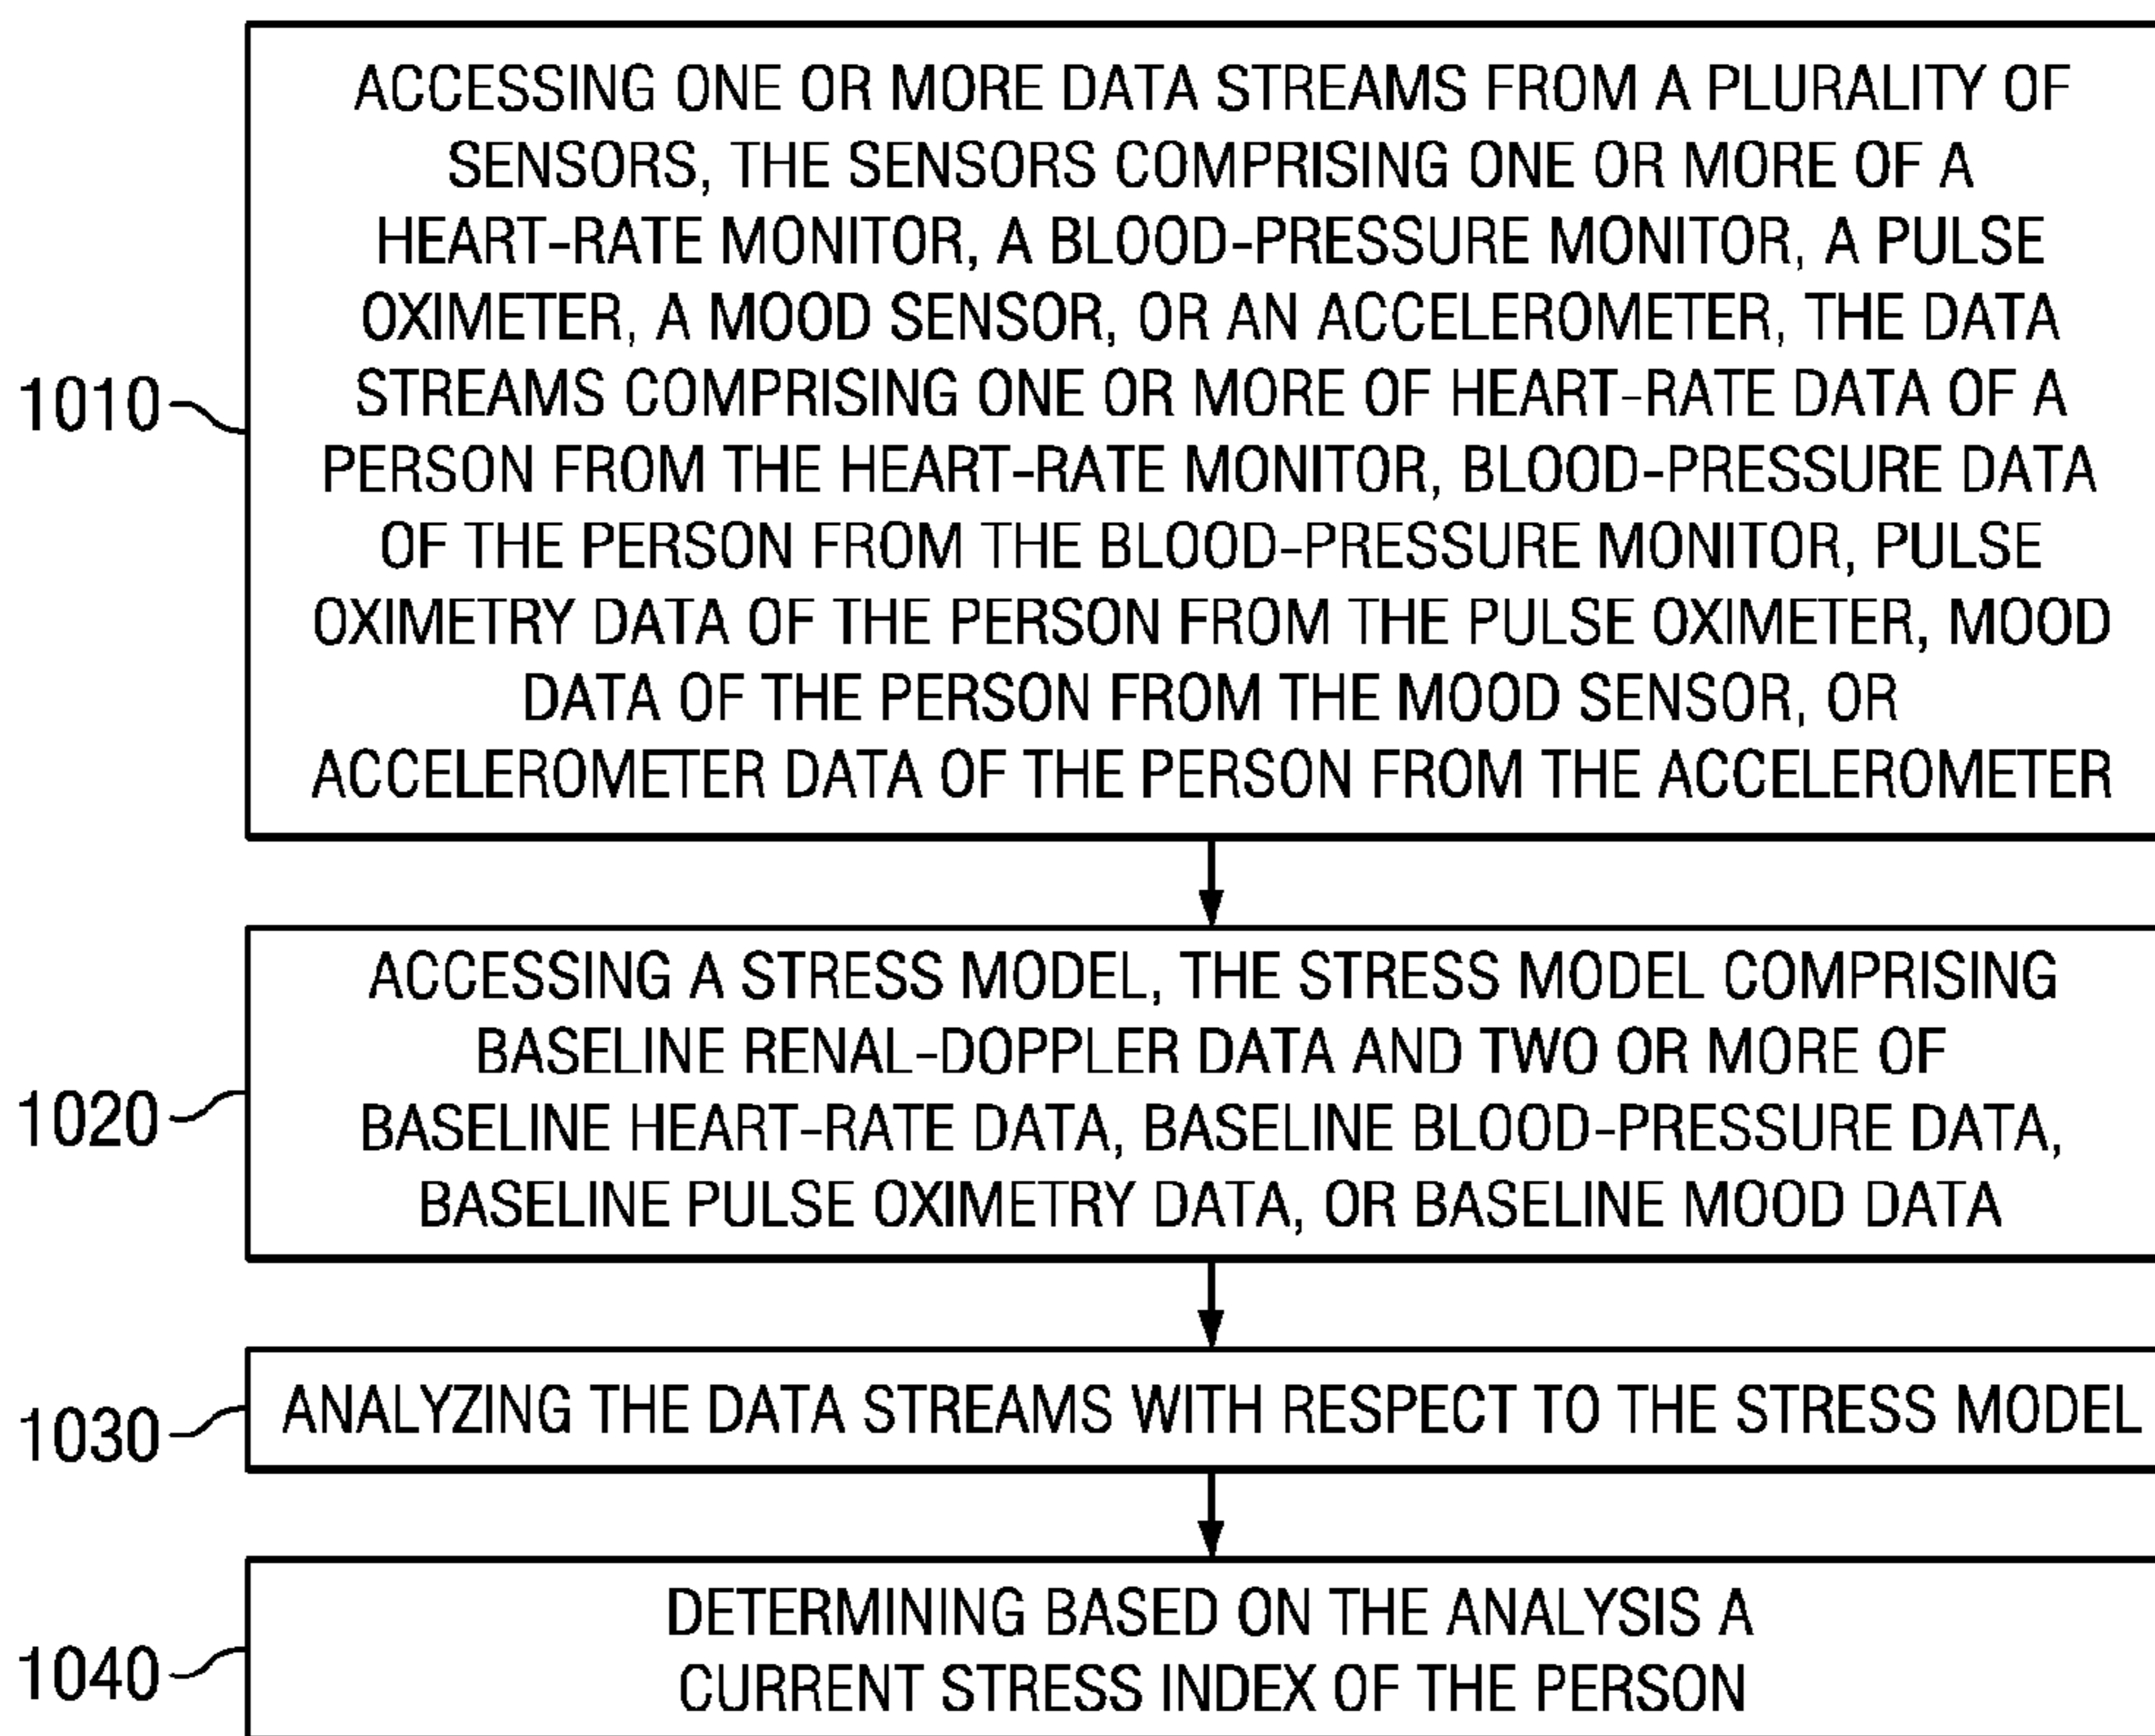 ACCESSING ONE OR MORE DATA STREAMS FROM A PLURALITY OF
SENSORS, THE SENSORS COMPRISING ONE OR MORE OF A
HEART-RATE MONITOR, A BLOOD-PRESSURE MONITOR, A PULSE
OXIMETER, A MOOD SENSOR, OR AN ACCELEROMETER, THE DATA
STREAMS COMPRISING ONE OR MORE OF HEART-RATE DATA OF A
PERSON FROM THE HEART-RATE MONITOR, BLOOD-PRESSURE DATA
OF THE PERSON FROM THE BLOOD-PRESSURE MONITOR, PULSE
OXIMETRY DATA OF THE PERSON FROM THE PULSE OXIMETER, MOOD
DATA OF THE PERSON FROM THE MOOD SENSOR, OR
ACCELEROMETER DATA OF THE PERSON FROM THE ACCELEROMETER
1010
ACCESSING A STRESS MODEL, THE STRESS MODEL COMPRISING
BASELINE RENAL-DOPPLER DATA AND TWO OR MORE OF
BASELINE HEART-RATE DATA, BASELINE BLOOD-PRESSURE DATA,
BASELINE PULSE OXIMETRY DATA, OR BASELINE MOOD DATA
1020
ANALYZING THE DATA STREAMS WITH RESPECT TO THE STRESS MODEL
1030
DETERMINING BASED ON THE ANALYSIS A
CURRENT STRESS INDEX OF THE PERSON
1040